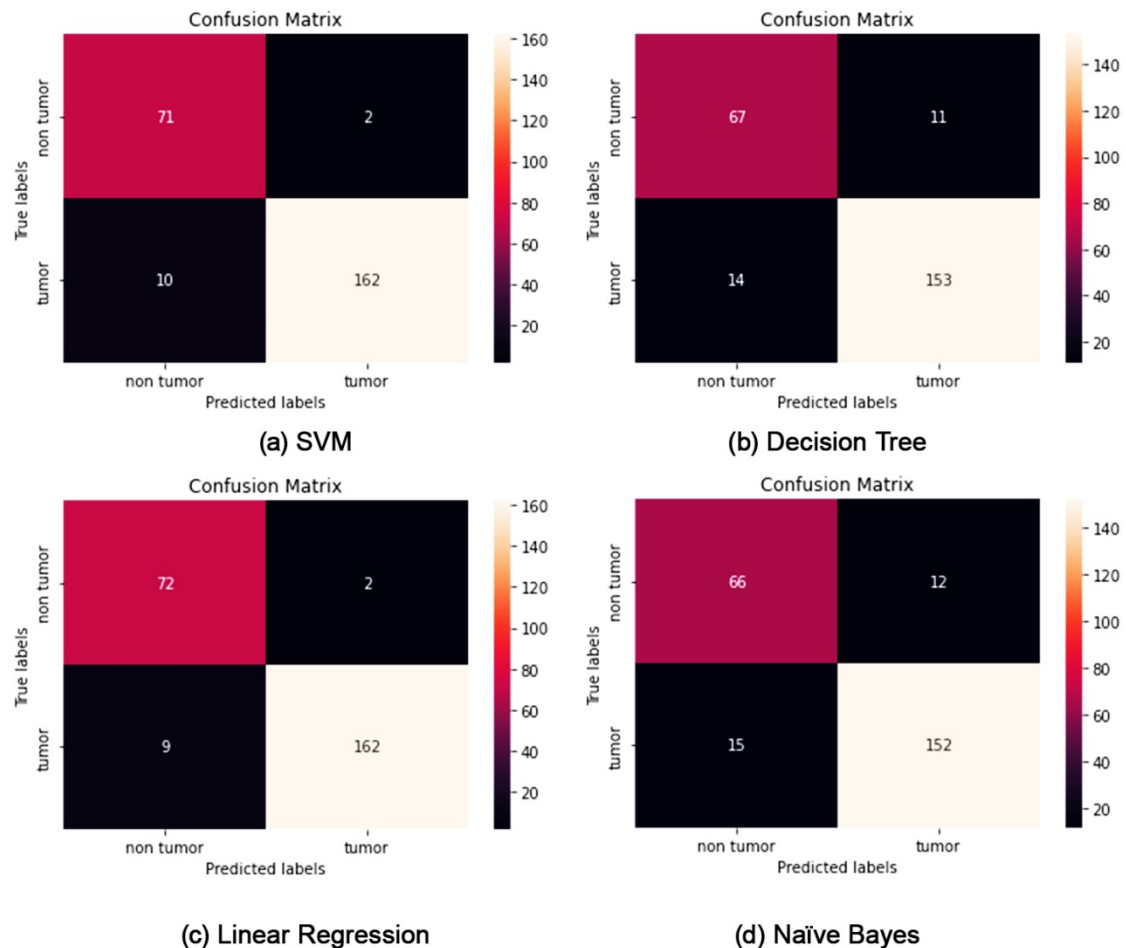 Confusion Matrix
160
140
120
100
80
60
40
20
non tumor
tumor
True labels
71
2
10
162
non tumor
tumor
Predicted labels
(a) SVM
Confusion Matrix
140
120
100
80
60
40
20
non tumor
tumor
True labels
67
11
14
153
non tumor
tumor
Predicted labels
(b) Decision Tree
Confusion Matrix
160
140
120
100
80
60
40
20
non tumor
tumor
True labels
72
2
9
162
non tumor
tumor
Predicted labels
(c) Linear Regression
Confusion Matrix
140
120
100
80
60
40
20
non tumor
tumor
True labels
66
12
15
152
non tumor
tumor
Predicted labels
(d) Naïve Bayes